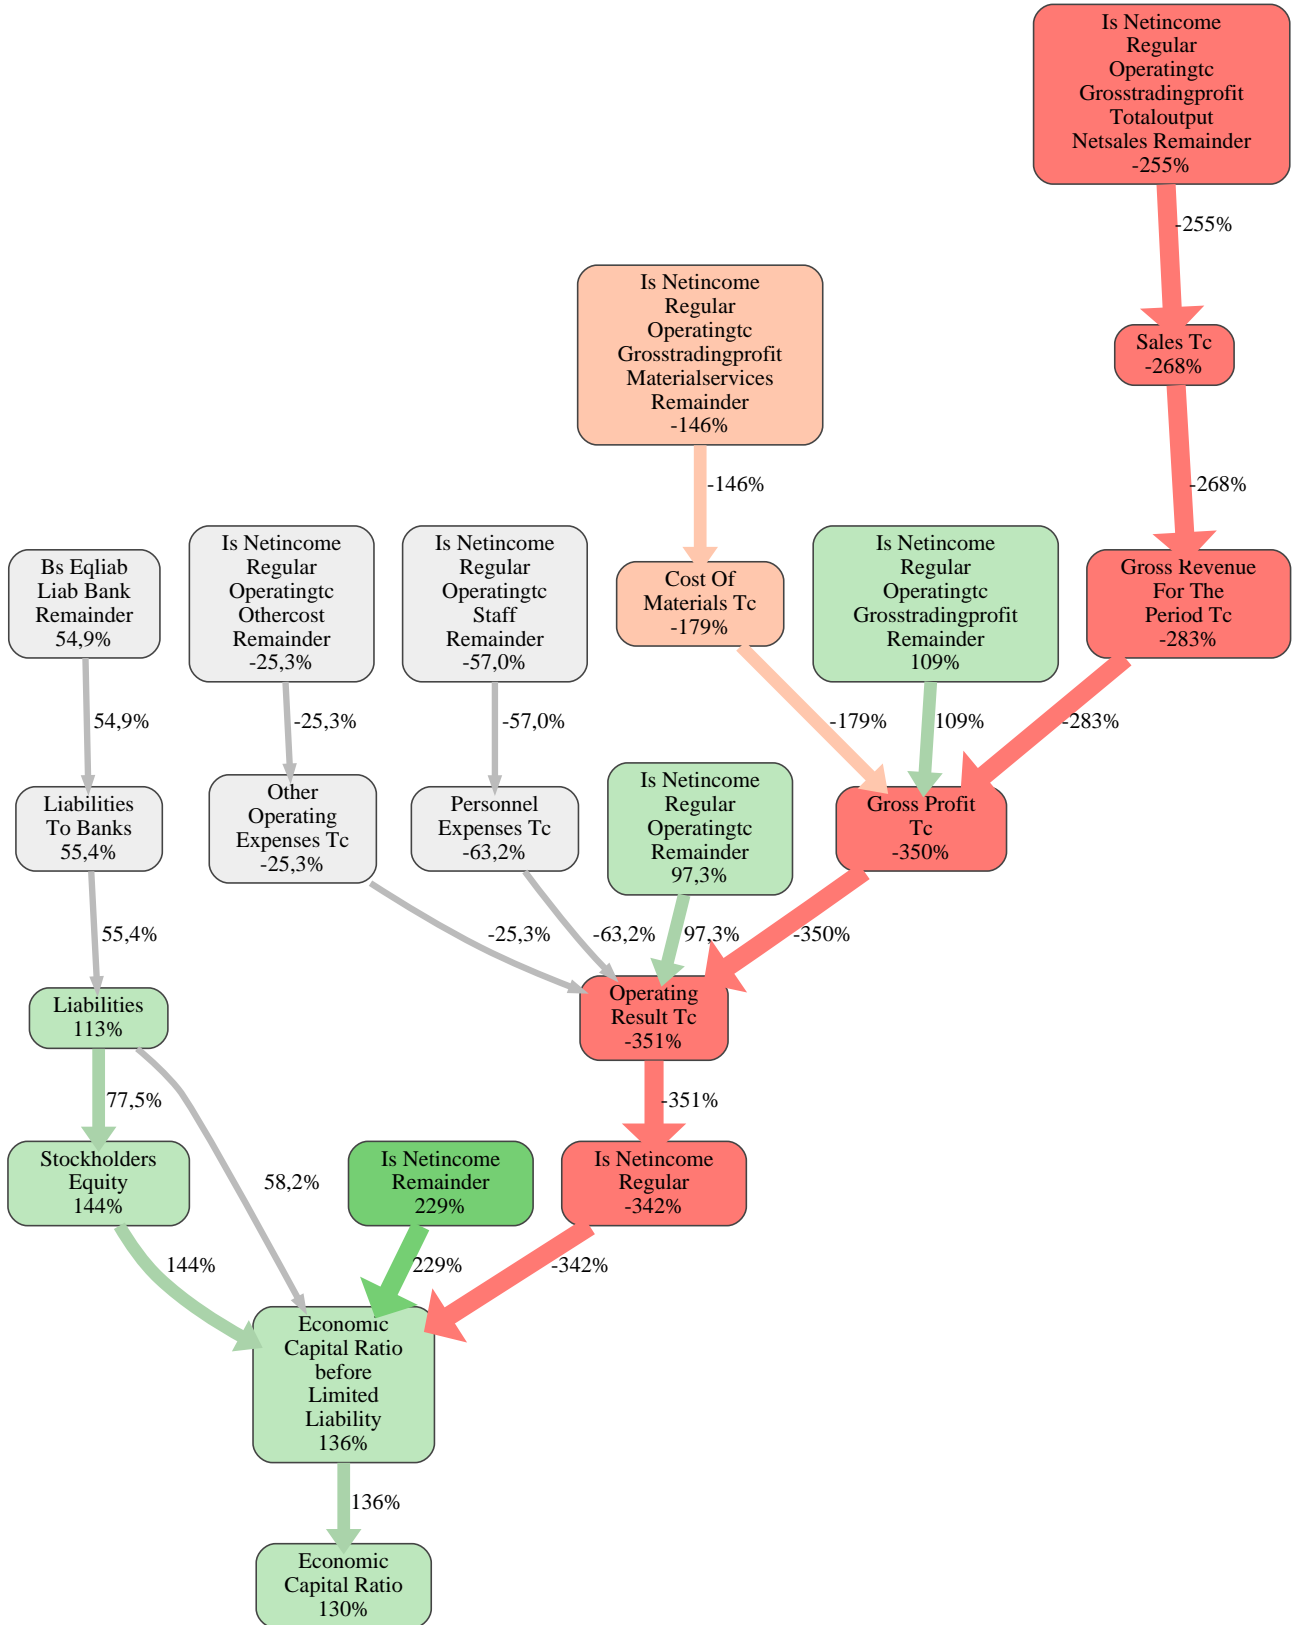 Is Netincome
Regular
Operatingtc
Grosstradingprofit
Totaloutput
Netsales Remainder
-255%
-255%
Is Netincome
Regular
Operatingtc
Grosstradingprofit
Materialservices
Remainder
-146%
Sales Tc
-268%
-146%
-268%
Bs Eqliab
Liab Bank
Remainder
54,9%
Is Netincome
Regular
Operatingtc
Othercost
Remainder
-25,3%
Is Netincome
Regular
Operatingtc
Staff
Remainder
-57,0%
Cost Of
Materials Tc
-179%
Is Netincome
Regular
Operatingtc
Grosstradingprofit
Remainder
109%
Gross Revenue
For The
Period Tc
-283%
54,9%
-25,3%
-57,0%
-179%
109%
-283%
Liabilities
To Banks
55,4%
Other
Operating
Expenses Tc
-25,3%
Personnel
Expenses Tc
-63,2%
Is Netincome
Regular
Operatingtc
Remainder
97,3%
Gross Profit
Tc
-350%
55,4%
-25,3%
-63,2%
97,3%
-350%
Liabilities
113%
Operating
Result Tc
-351%
77,5%
-351%
Stockholders
Equity
144%
58,2%
Is Netincome
Remainder
229%
Is Netincome
Regular
-342%
144%
229%
-342%
Economic
Capital Ratio
before
Limited
Liability
136%
136%
Economic
Capital Ratio
130%